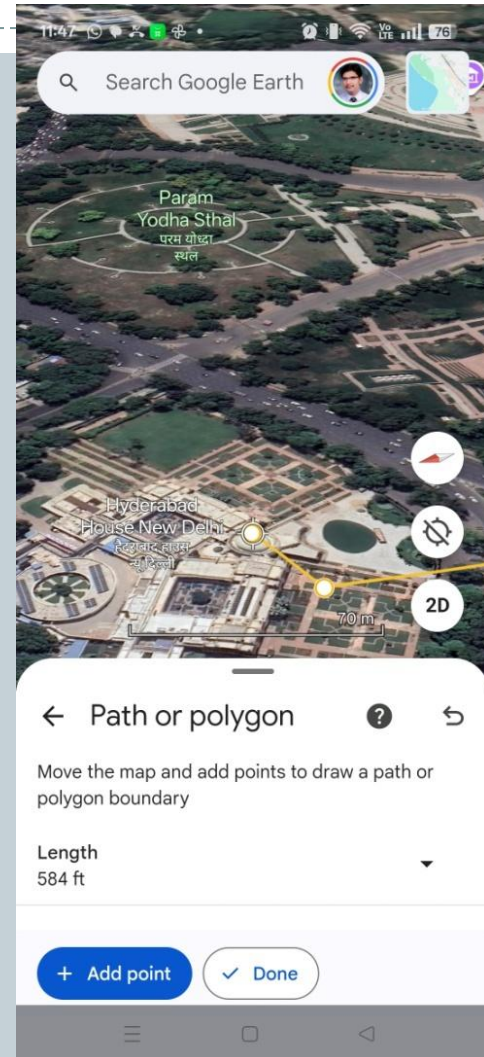 11:47
Vo
LTE
76
Search Google Earth
Param
Yodha Sthal
परम योध्दा
स्थल
Hyderabad
House New Delhi
हैदराबाद हाउस
न्यू दिल्ली
2D
70 m
Path or polygon
?
Move the map and add points to draw a path or
polygon boundary
Length
584 ft
+ Add point
Done